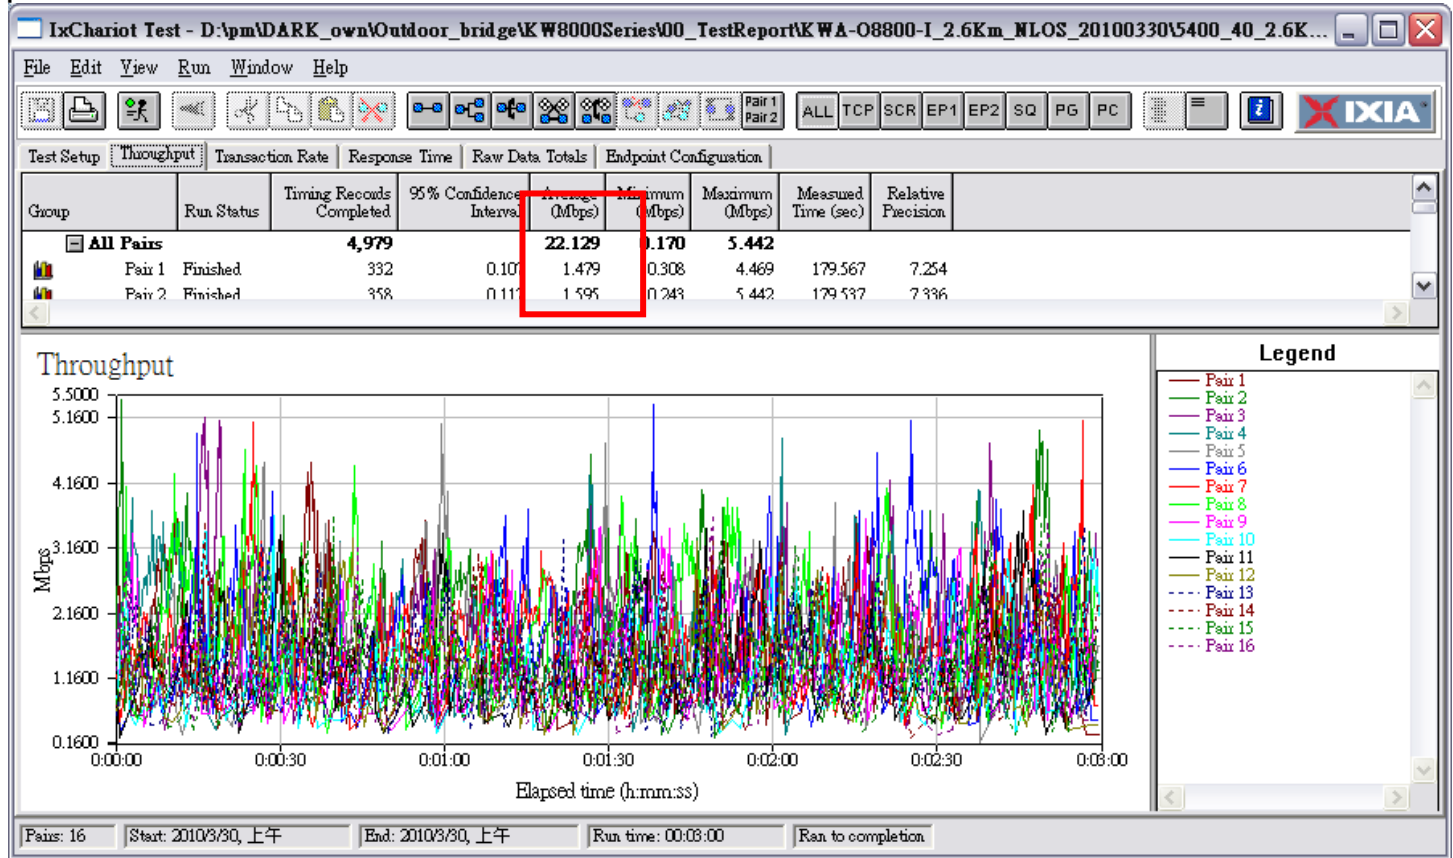 IxChariot Test - D:\pm\DARK_own\Outdoor_bridge\KW8000Series\00_TestReport\KWA-O8800-I_2.6Km_NLOS_20100330\5400_40_2.6K...
File Edit View Run Window Help
Pair 1
Pair 2
ALL TCP SCR EP1 EP2 SQ PG PC
IXIA
Test Setup Throughput Transaction Rate Response Time Raw Data Totals Endpoint Configuration
Group Run Status Timing Records Completed 95% Confidence Interval Average (Mbps) Minimum (Mbps) Maximum (Mbps) Measured Time (sec) Relative Precision
All Pairs 4,979 22.129 0.170 5.442
Pair 1 Finished 332 0.107 1.479 0.308 4.469 179.567 7.254
Pair 2 Finished 358 0.117 1.595 0.243 5.442 179.537 7.336
Throughput
5.5000
5.1600
4.1600
3.1600
2.1600
1.1600
0.1600
Mbps
0:00:00 0:00:30 0:01:00 0:01:30 0:02:00 0:02:30 0:03:00
Elapsed time (h:mm:ss)
Legend
Pair 1
Pair 2
Pair 3
Pair 4
Pair 5
Pair 6
Pair 7
Pair 8
Pair 9
Pair 10
Pair 11
Pair 12
Pair 13
Pair 14
Pair 15
Pair 16
Pairs: 16 Start: 2010/3/30, 上午 End: 2010/3/30, 上午 Run time: 00:03:00 Ran to completion